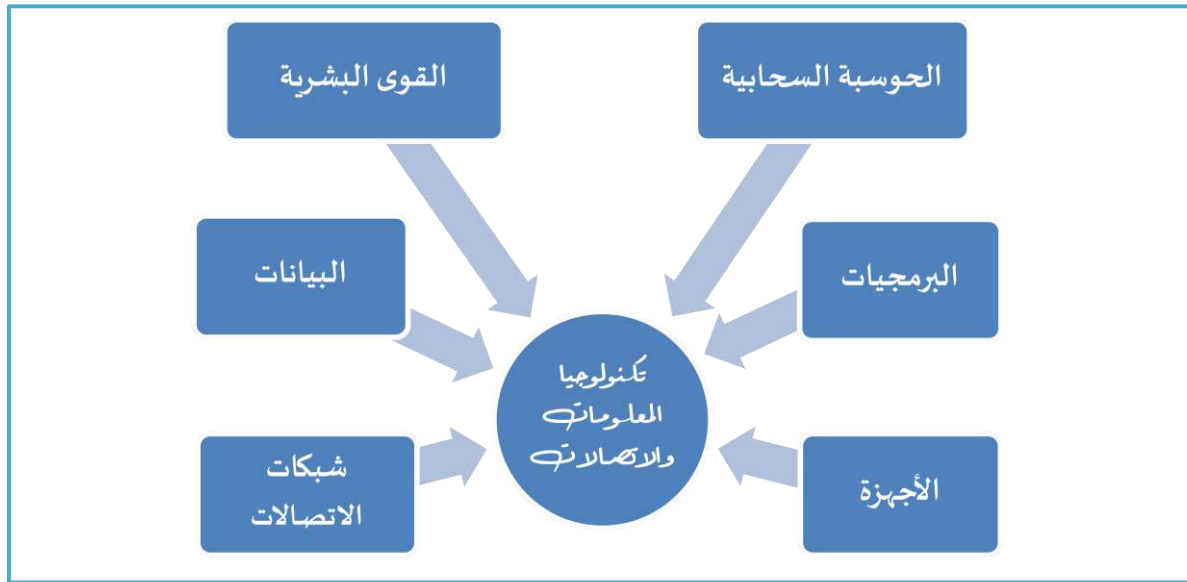 الحوسبة السحابية
القوى البشرية
البرمجيات
البيانات
تكنولوجيا
المعلومات
والاتصالات
الأجهزة
شبكات
الاتصالات